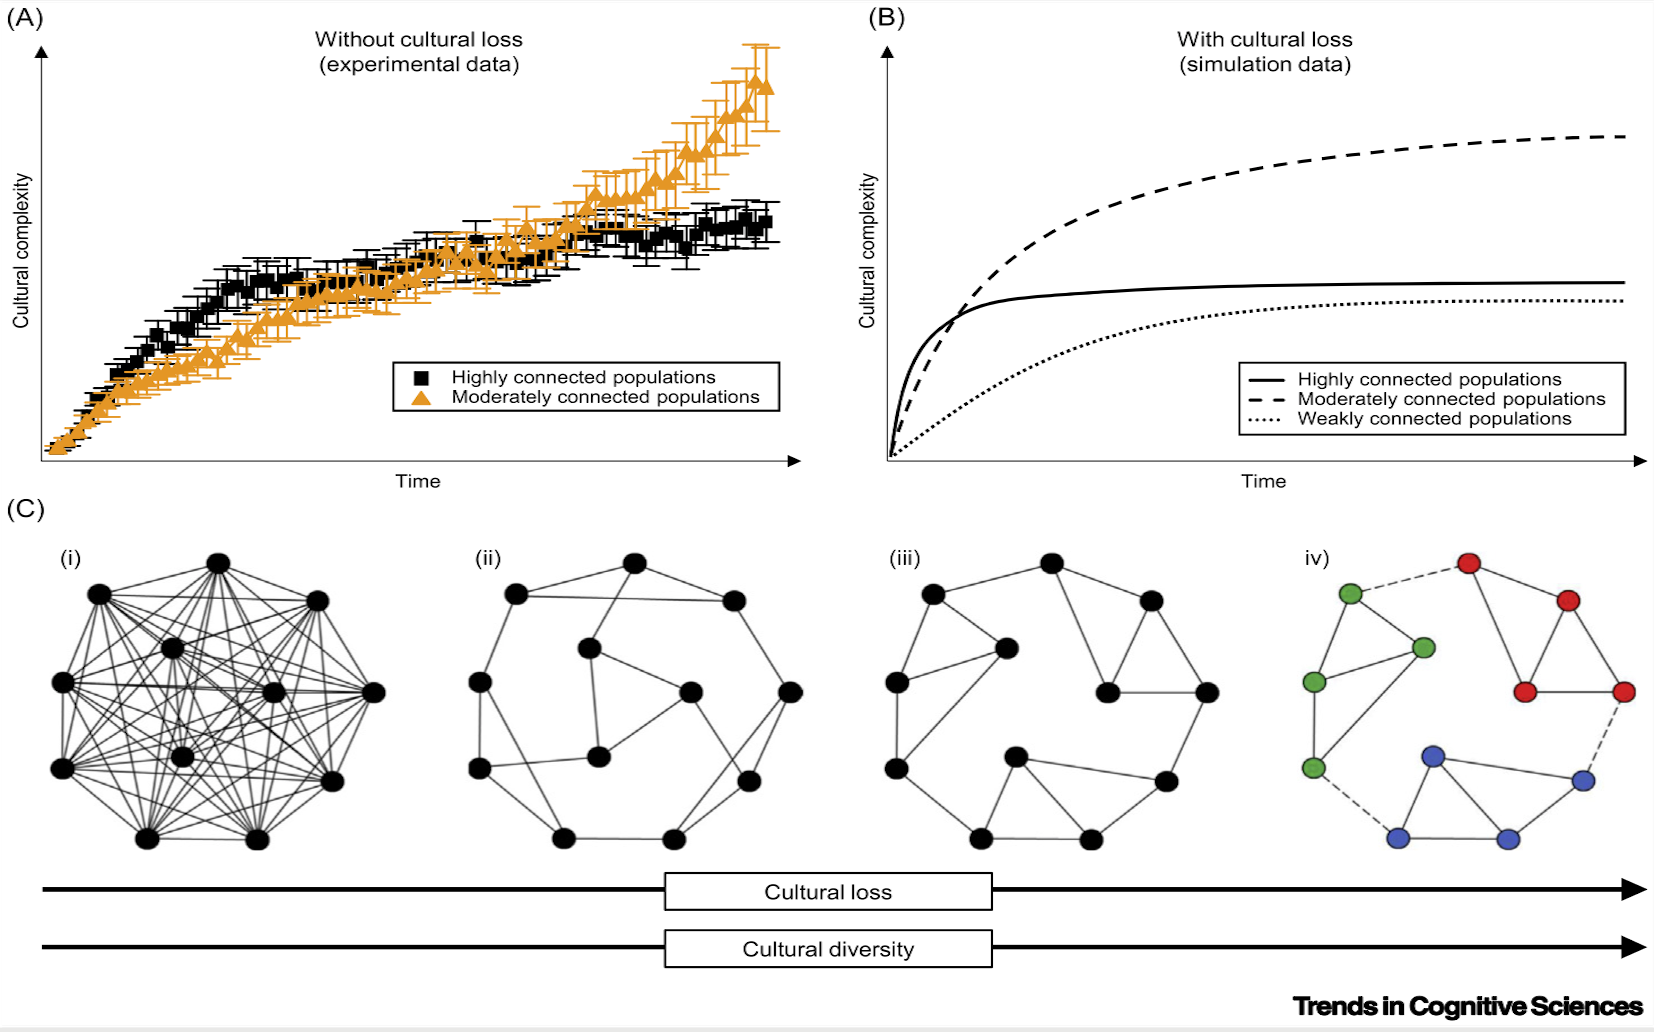 (A)
Without cultural loss
(experimental data)
Cultural complexity
Highly connected populations
Moderately connected populations
Time
(B)
With cultural loss
(simulation data)
Cultural complexity
Highly connected populations
Moderately connected populations
Weakly connected populations
Time
(C)
(i)
(ii)
(iii)
iv)
Cultural loss
Cultural diversity
Trends in Cognitive Sciences